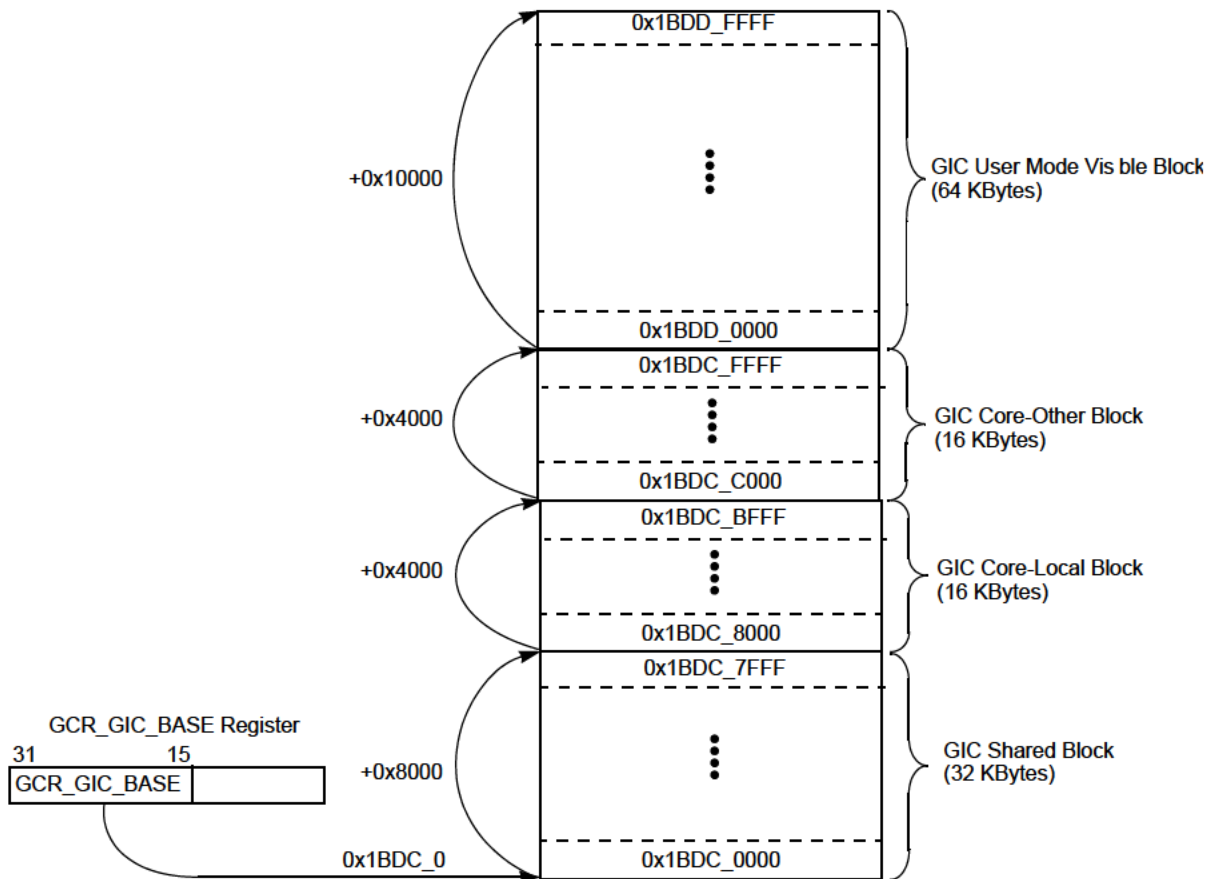 0x1BDD_FFFF
+0x10000
GIC User Mode Vis ble Block
(64 KBytes)
0x1BDD_0000
0x1BDC_FFFF
+0x4000
GIC Core-Other Block
(16 KBytes)
0x1BDC_C000
0x1BDC_BFFF
+0x4000
GIC Core-Local Block
(16 KBytes)
0x1BDC_8000
0x1BDC_7FFF
GCR_GIC_BASE Register
31
15
GCR_GIC_BASE
+0x8000
GIC Shared Block
(32 KBytes)
0x1BDC_0
0x1BDC_0000